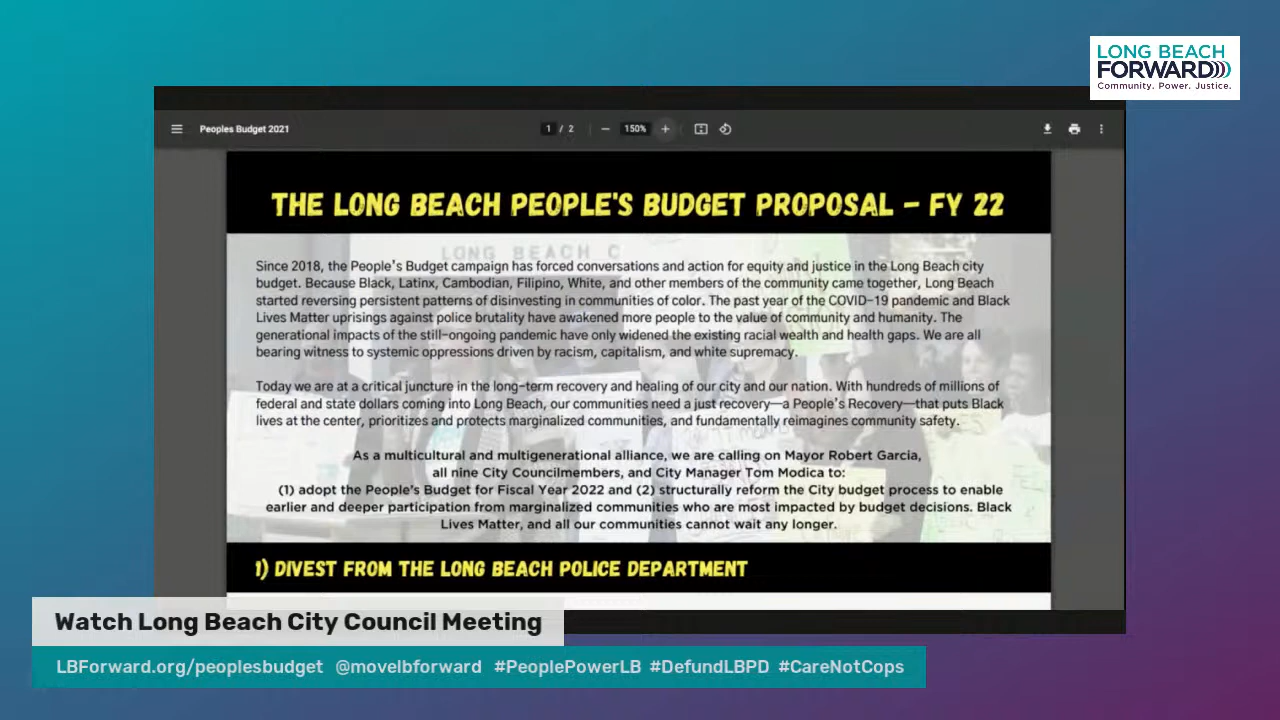 LONG BEACH
FORWARD
Community. Power. Justice.
Peoples Budget 2021
1 / 2
150%
THE LONG BEACH PEOPLE'S BUDGET PROPOSAL – FY 22
LONG BEACH C
Since 2018, the People's Budget campaign has forced conversations and action for equity and justice in the Long Beach city
budget. Because Black, Latinx, Cambodian, Filipino, White, and other members of the community came together, Long Beach
started reversing persistent patterns of disinvesting in communities of color. The past year of the COVID-19 pandemic and Black
Lives Matter uprisings against police brutality have awakened more people to the value of community and humanity. The
generational impacts of the still-ongoing pandemic have only widened the existing racial wealth and health gaps. We are all
bearing witness to systemic oppressions driven by racism, capitalism, and white supremacy.
Today we are at a critical juncture in the long-term recovery and healing of our city and our nation. With hundreds of millions of
federal and state dollars coming into Long Beach, our communities need a just recovery—a People's Recovery—that puts Black
lives at the center, prioritizes and protects marginalized communities, and fundamentally reimagines community safety.
As a multicultural and multigenerational alliance, we are calling on Mayor Robert Garcia,
all nine City Councilmembers, and City Manager Tom Modica to:
(1) adopt the People's Budget for Fiscal Year 2022 and (2) structurally reform the City budget process to enable
earlier and deeper participation from marginalized communities who are most impacted by budget decisions. Black
Lives Matter, and all our communities cannot wait any longer.
1) DIVEST FROM THE LONG BEACH POLICE DEPARTMENT
Watch Long Beach City Council Meeting
LBForward.org/peoplesbudget @movelbforward #PeoplePowerLB #DefundLBPD #CareNotCops